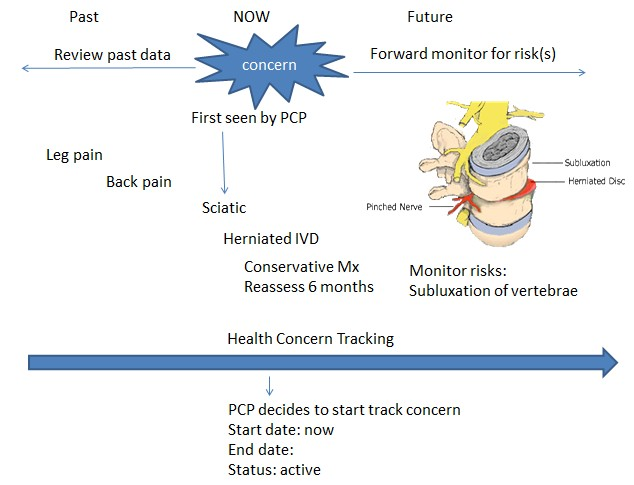 Past
NOW
Future
Review past data
concern
Forward monitor for risk(s)
First seen by PCP
Leg pain
Back pain
Sciatic
Herniated IVD
Conservative Mx
Reassess 6 months
Subluxation
Herniated Disc
Pinched Nerve
Monitor risks:
Subluxation of vertebrae
Health Concern Tracking
PCP decides to start track concern
Start date: now
End date:
Status: active